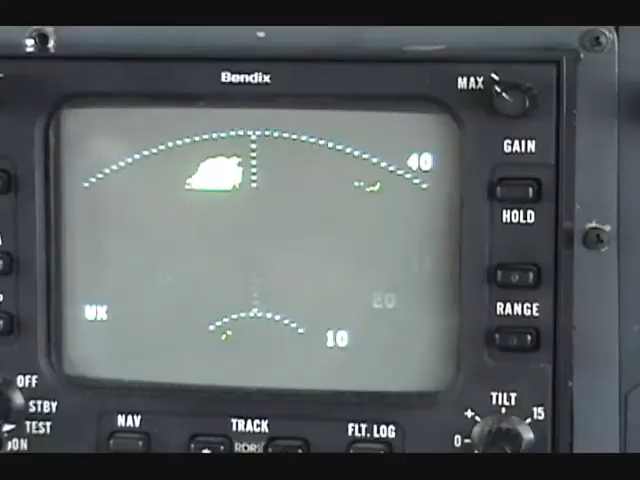 Bendix
MAX
GAIN
40
HOLD
20
WX
RANGE
10
OFF
STBY
TEST
ON
NAV
TRACK
FLT. LOG
TILT
+ 15
0-